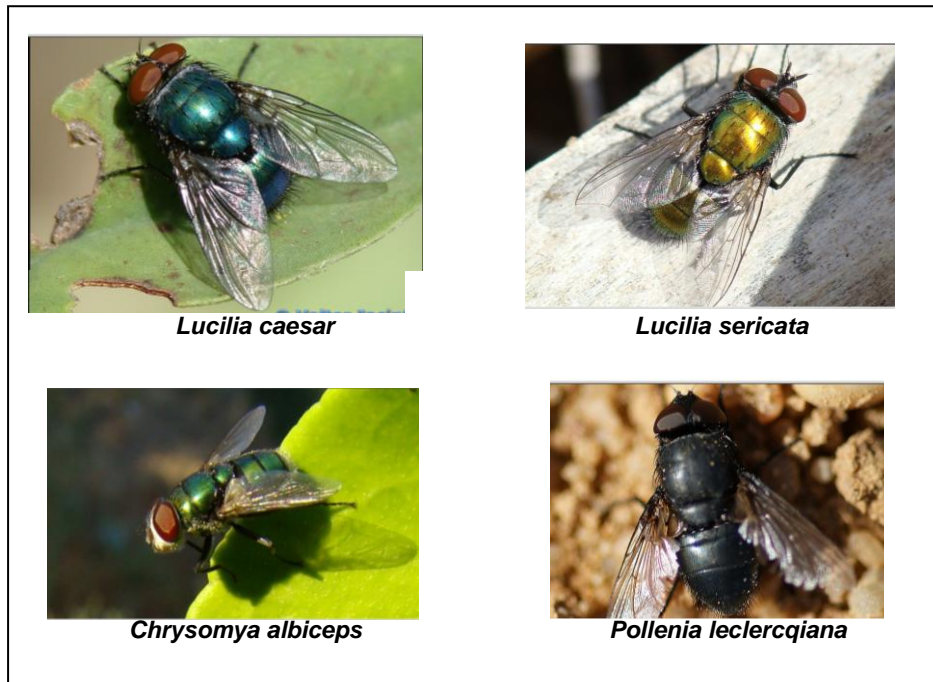 Lucilia caesar
Lucilia sericata
Chrysomya albiceps
Pollenia leclercqiana